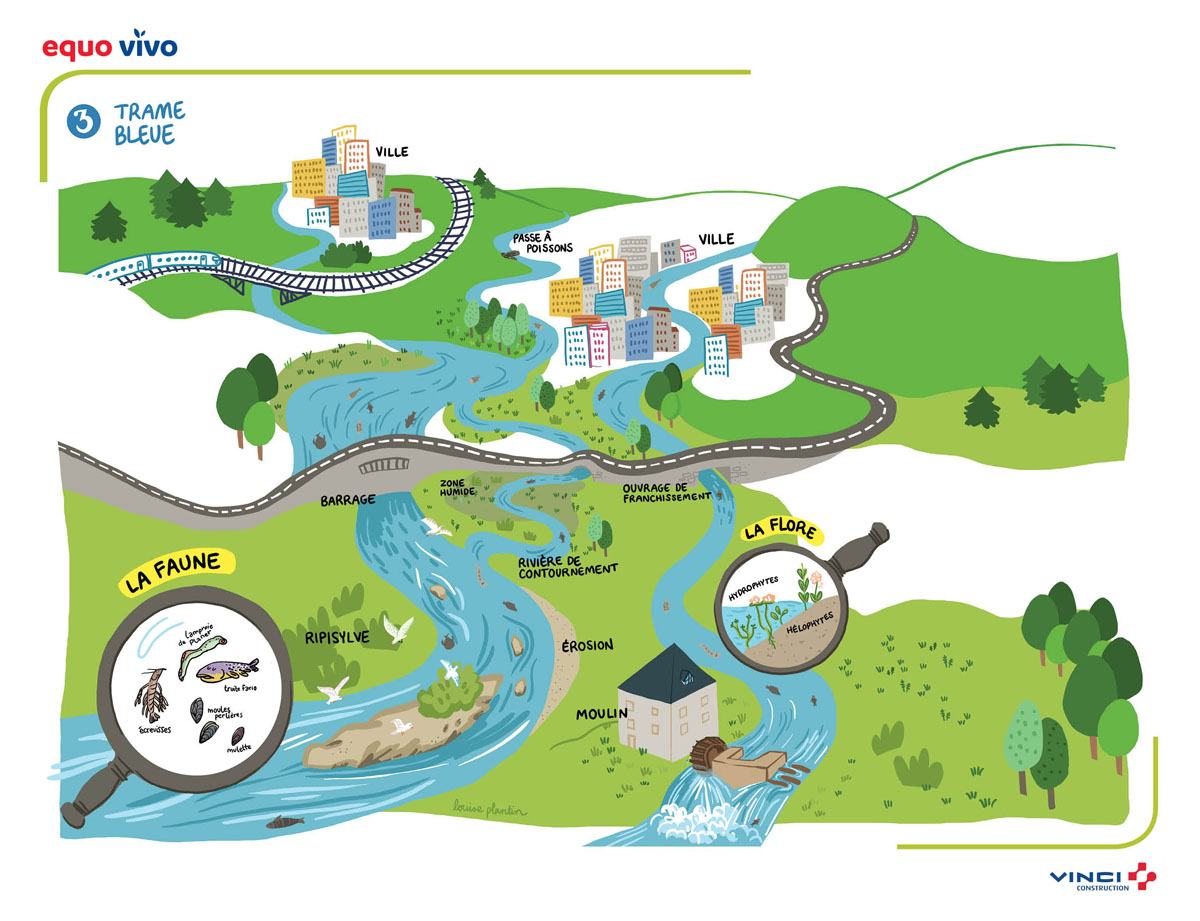 equo vivo
3 TRAME
BLEUE
VILLE
PASSE À
POISSONS
VILLE
BARRAGE
ZONE
HUMIDE
OUVRAGE DE
FRANCHISSEMENT
RIVIÈRE DE
CONTOURNEMENT
LA FLORE
HYDROPHYTES
HÉLOPHYTES
LA FAUNE
Lamproie
de Planer
truite fario
moules
perlières
écrevisses
mulette
RIPISYLVE
ÉROSION
MOULIN
louise plantin
VINCI
CONSTRUCTION